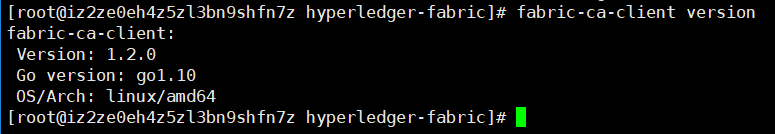 [root@iz2ze0eh4z5zl3bn9shfn7z hyperledger-fabric]# fabric-ca-client version
fabric-ca-client:
 Version: 1.2.0
 Go version: go1.10
 OS/Arch: linux/amd64
[root@iz2ze0eh4z5zl3bn9shfn7z hyperledger-fabric]#